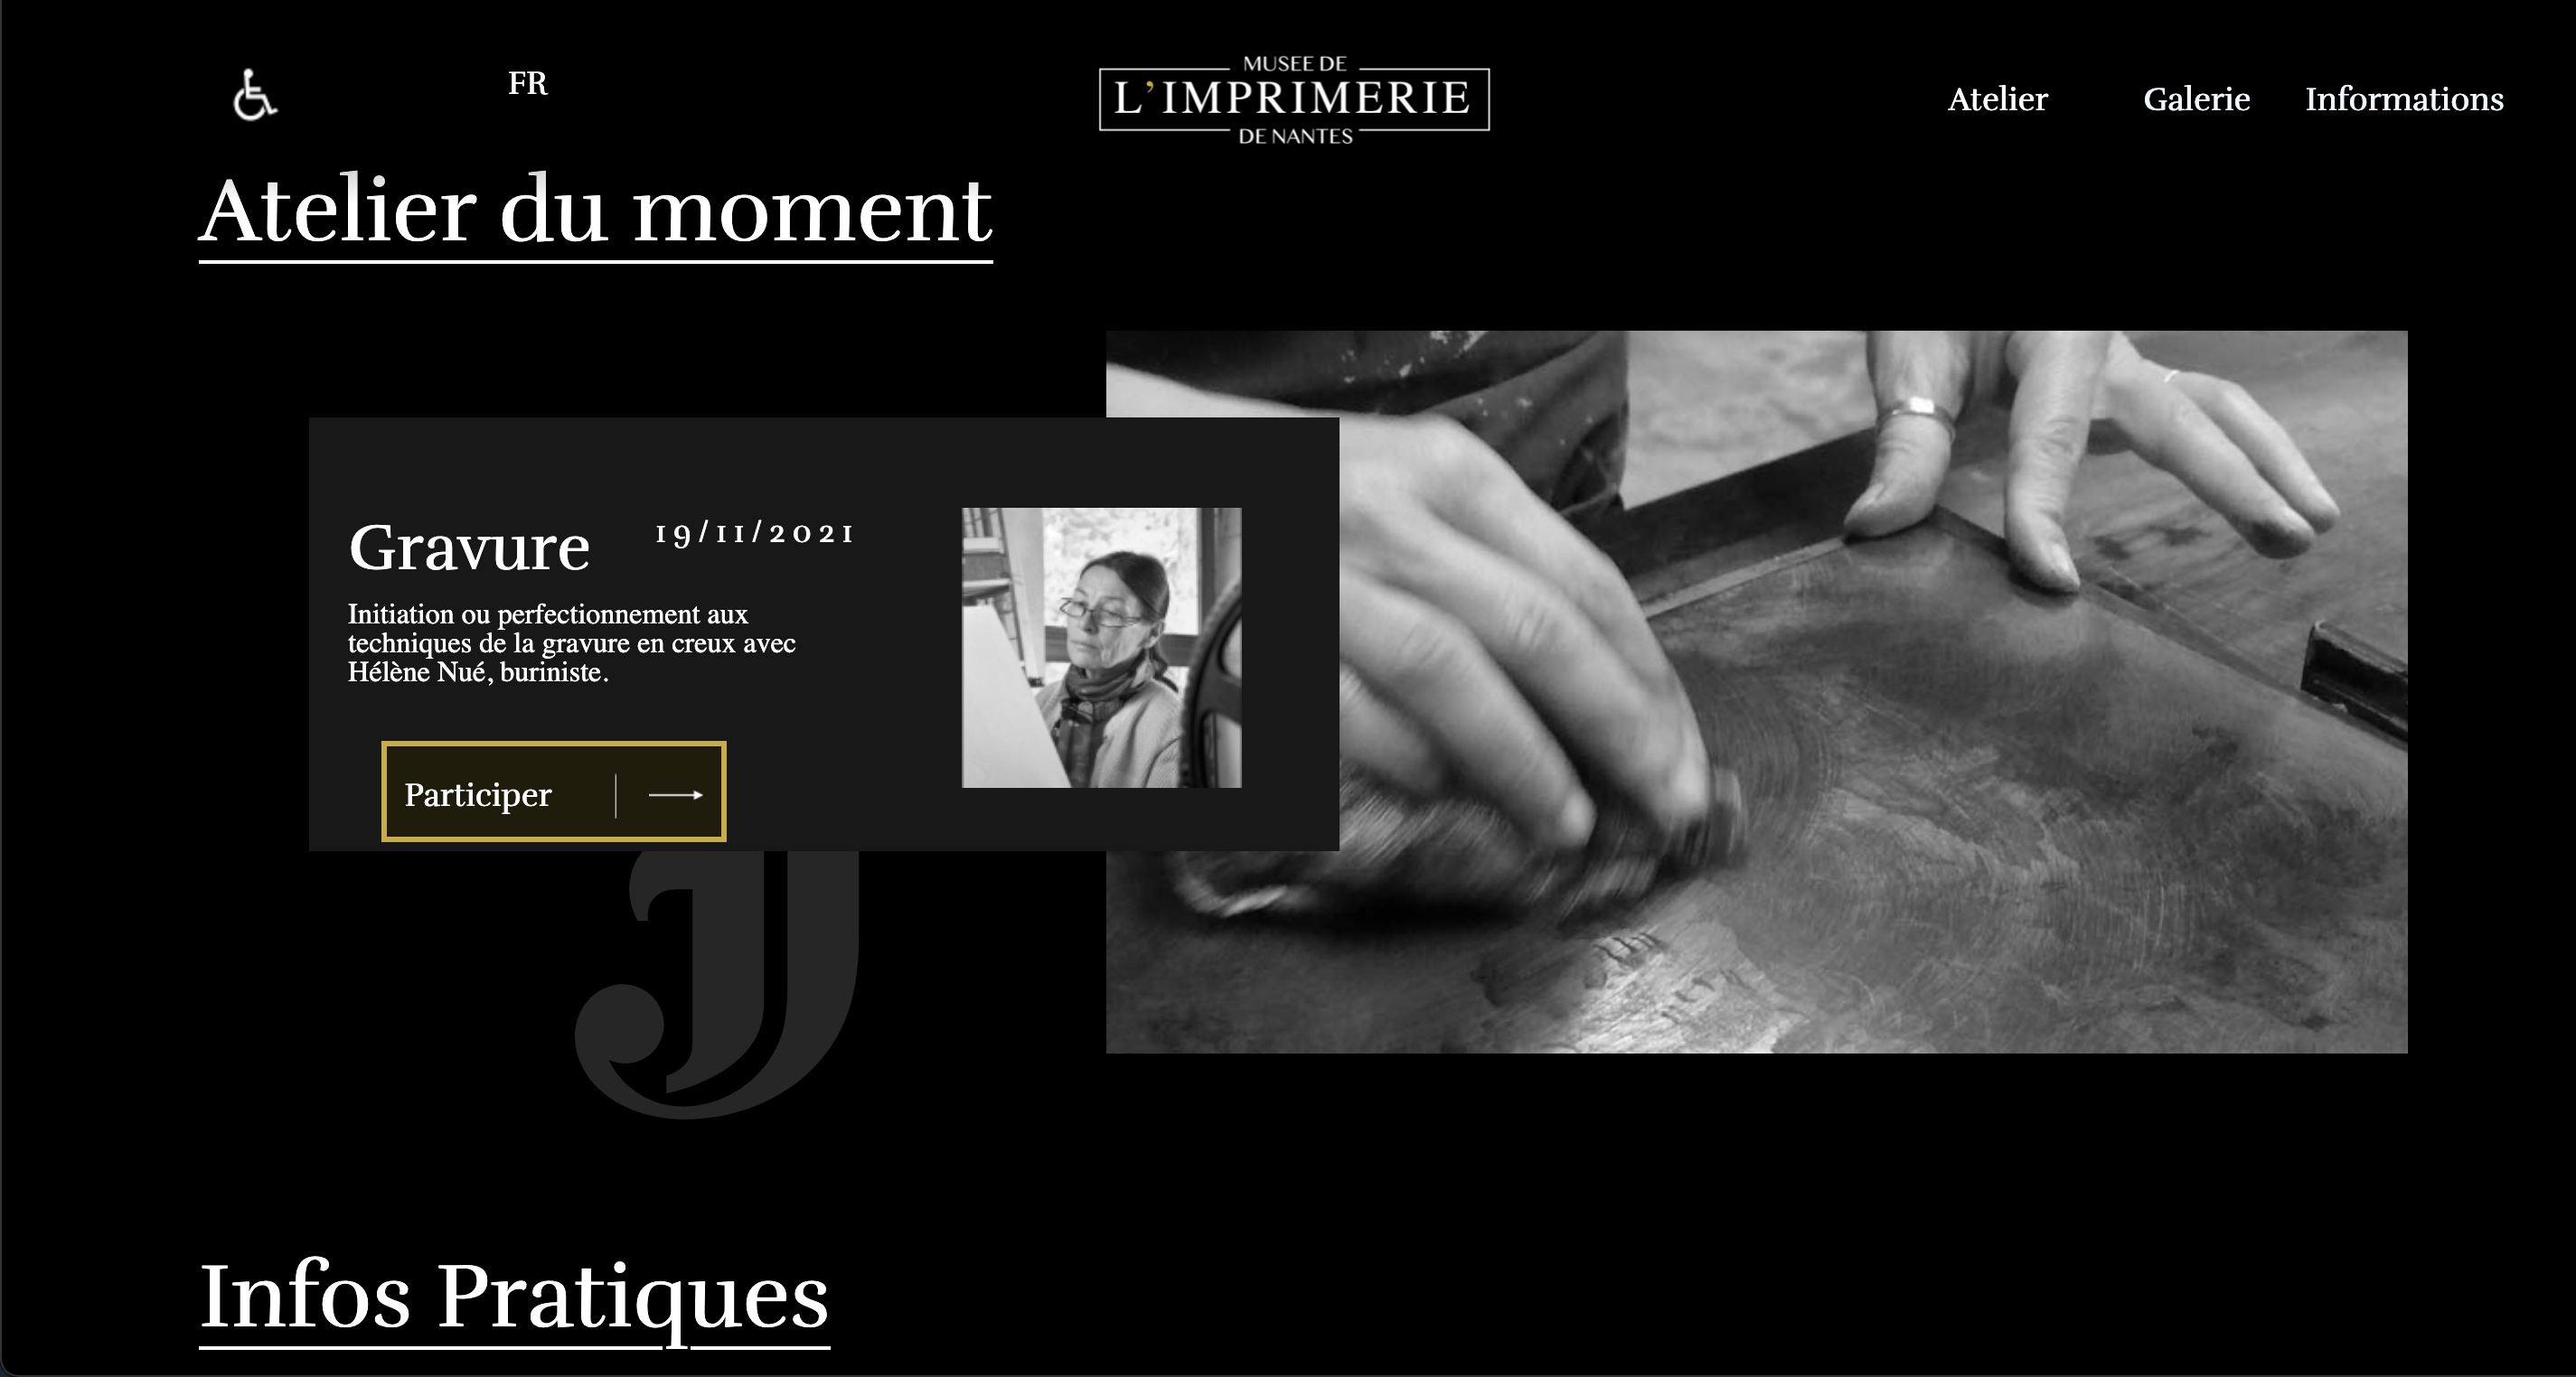 FR
MUSEE DE
L'IMPRIMERIE
DE NANTES
Atelier
Galerie
Informations
Atelier du moment
Gravure
19/11/2021
Initiation ou perfectionnement aux
techniques de la gravure en creux avec
Hélène Nué, buriniste.
Participer
Infos Pratiques